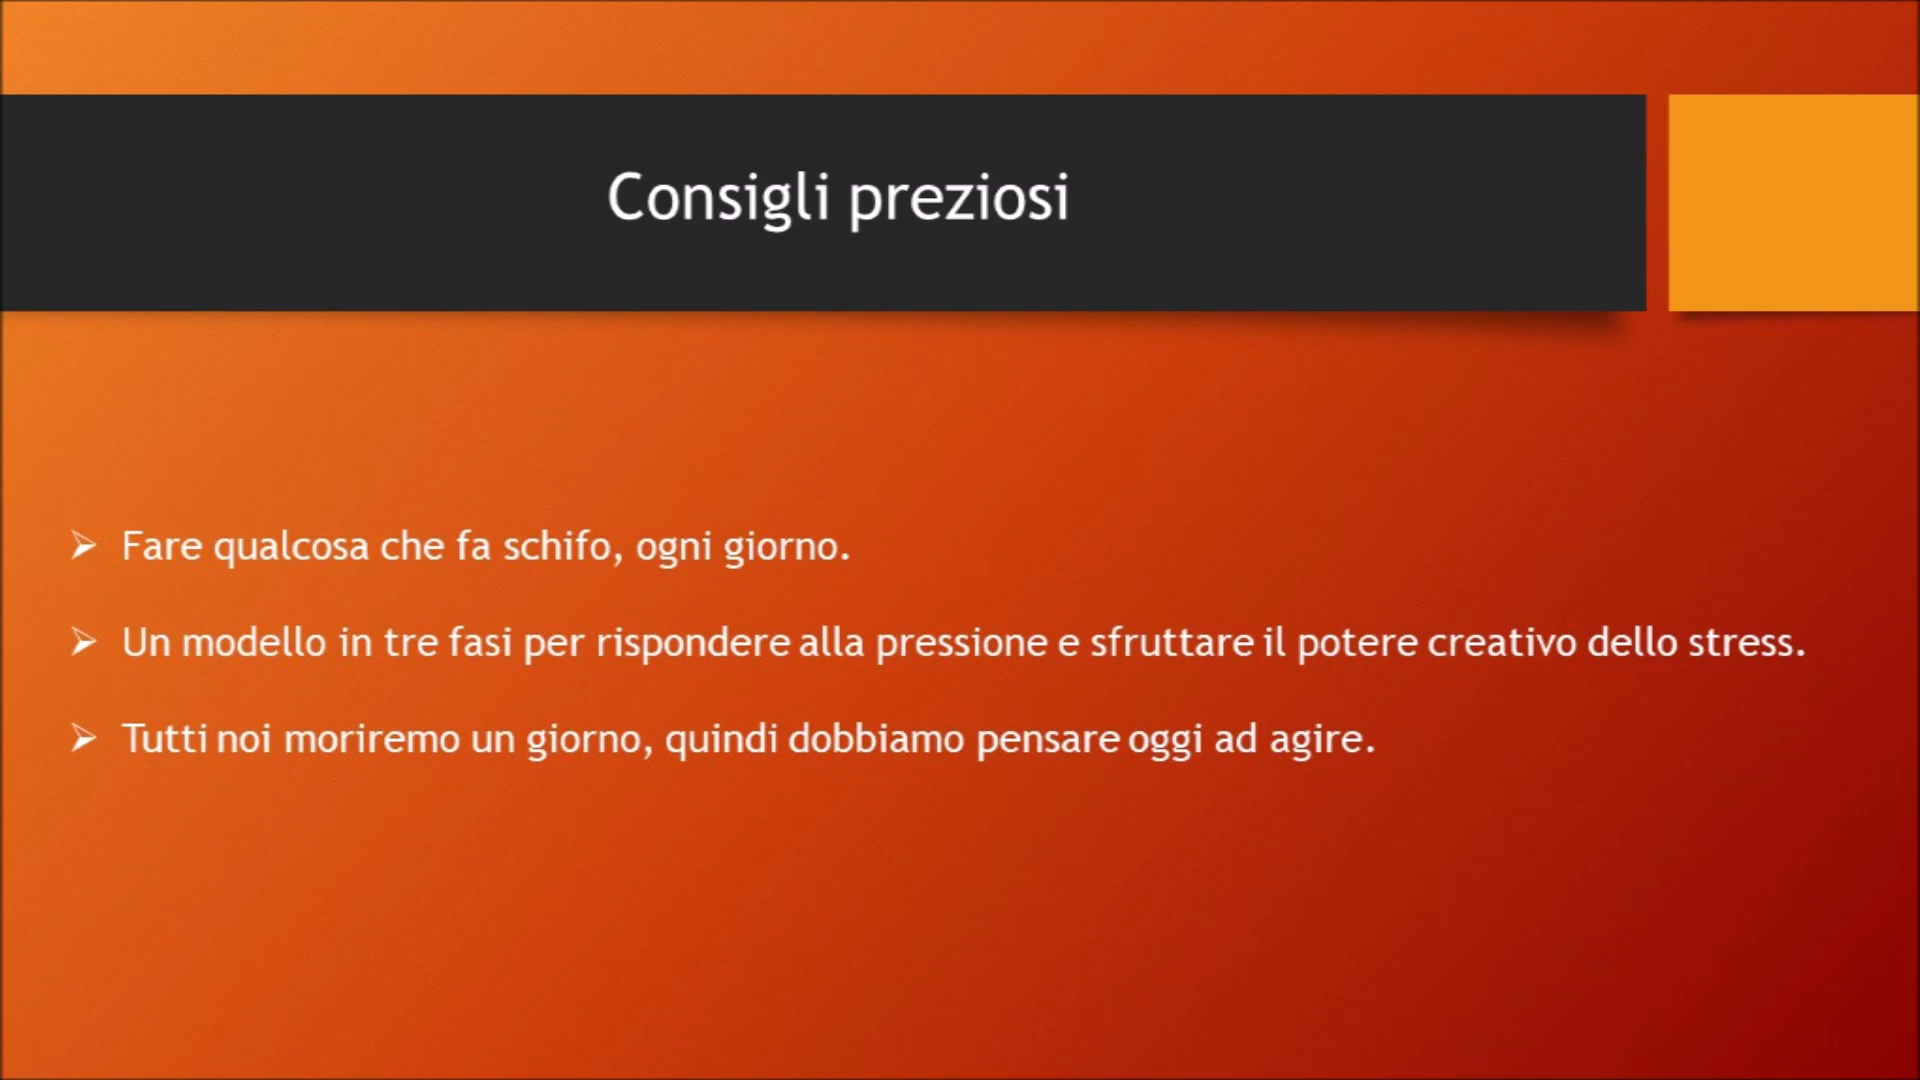 Consigli preziosi
Fare qualcosa che fa schifo, ogni giorno.
Un modello in tre fasi per rispondere alla pressione e sfruttare il potere creativo dello stress.
Tutti noi moriremo un giorno, quindi dobbiamo pensare oggi ad agire.